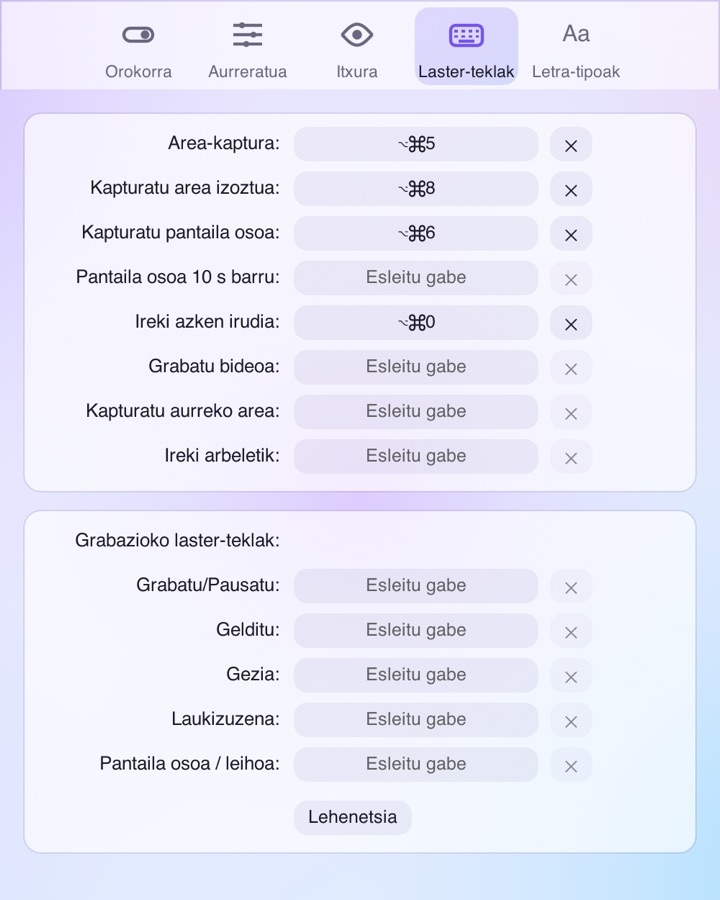 Orokorra Aurreratua Itxura Laster-teklak Aa Letra-tipoak
Area-kaptura: ⌥⌘5
Kapturatu area izoztua: ⌥⌘8
Kapturatu pantaila osoa: ⌥⌘6
Pantaila osoa 10 s barru: Esleitu gabe
Ireki azken irudia: ⌥⌘0
Grabatu bideoa: Esleitu gabe
Kapturatu aurreko area: Esleitu gabe
Ireki arbeletik: Esleitu gabe
Grabazioko laster-teklak:
Grabatu/Pausatu: Esleitu gabe
Gelditu: Esleitu gabe
Gezia: Esleitu gabe
Laukizuzena: Esleitu gabe
Pantaila osoa / leihoa: Esleitu gabe
Lehenetsia